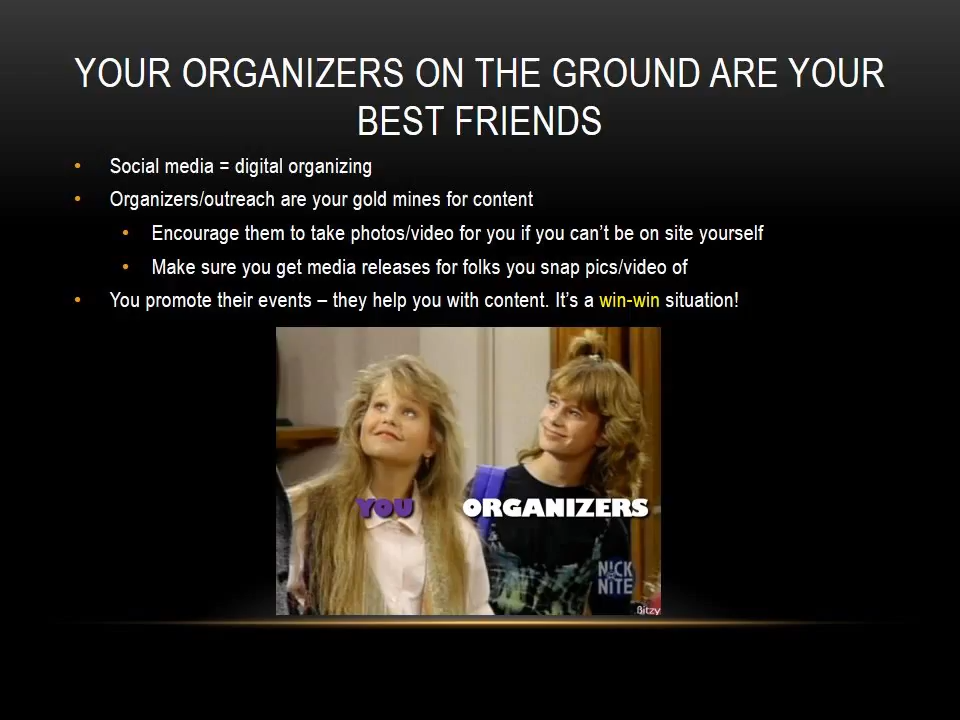 YOUR ORGANIZERS ON THE GROUND ARE YOUR
BEST FRIENDS
• Social media = digital organizing
• Organizers/outreach are your gold mines for content
• Encourage them to take photos/video for you if you can’t be on site yourself
• Make sure you get media releases for folks you snap pics/video of
• You promote their events – they help you with content. It’s a win-win situation!
YOU ORGANIZERS
NICK
NITE
Bitzy